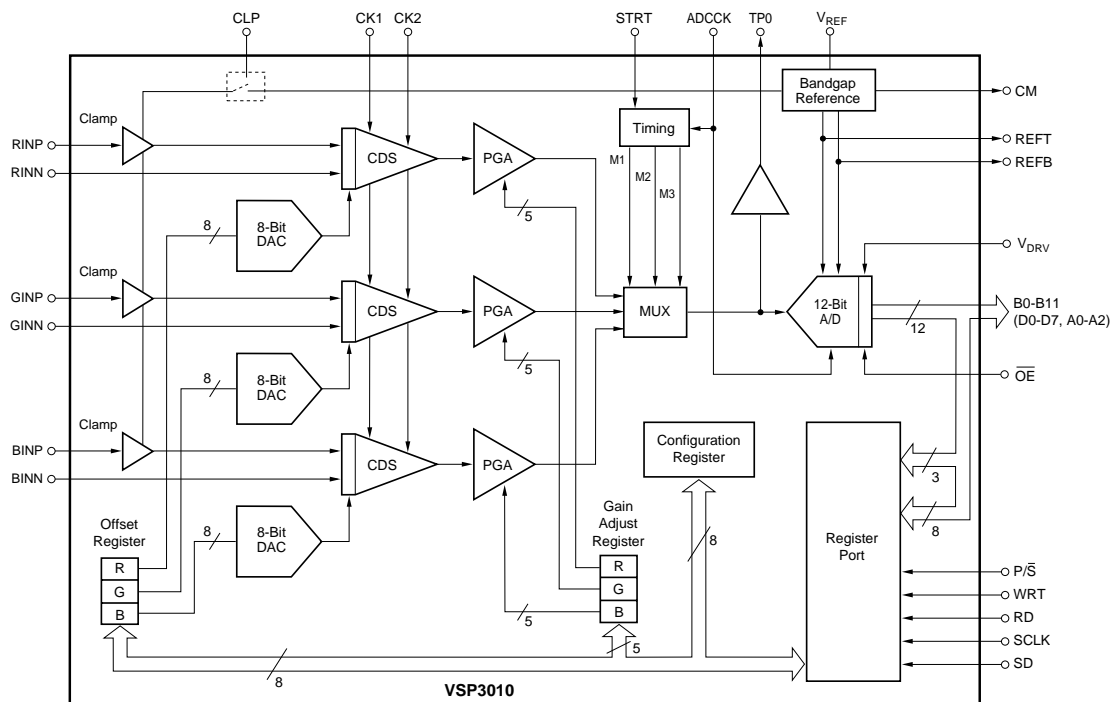 CLP
CK1
CK2
STRT
ADCCK
TP0
VREF
Bandgap
Reference
CM
Clamp
Timing
REFT
RINP
CDS
PGA
M1
REFB
RINN
M2
M3
5
8
8-Bit
DAC
VDRV
Clamp
GINP
CDS
PGA
MUX
12-Bit
A/D
B0-B11
(D0-D7, A0-A2)
GINN
12
5
8
8-Bit
DAC
OE
Clamp
Configuration
Register
BINP
CDS
PGA
BINN
3
Offset
Register
8
8-Bit
DAC
Gain
Adjust
Register
8
Register
Port
8
R
G
B
R
G
B
P/S
WRT
RD
SCLK
SD
5
5
8
VSP3010